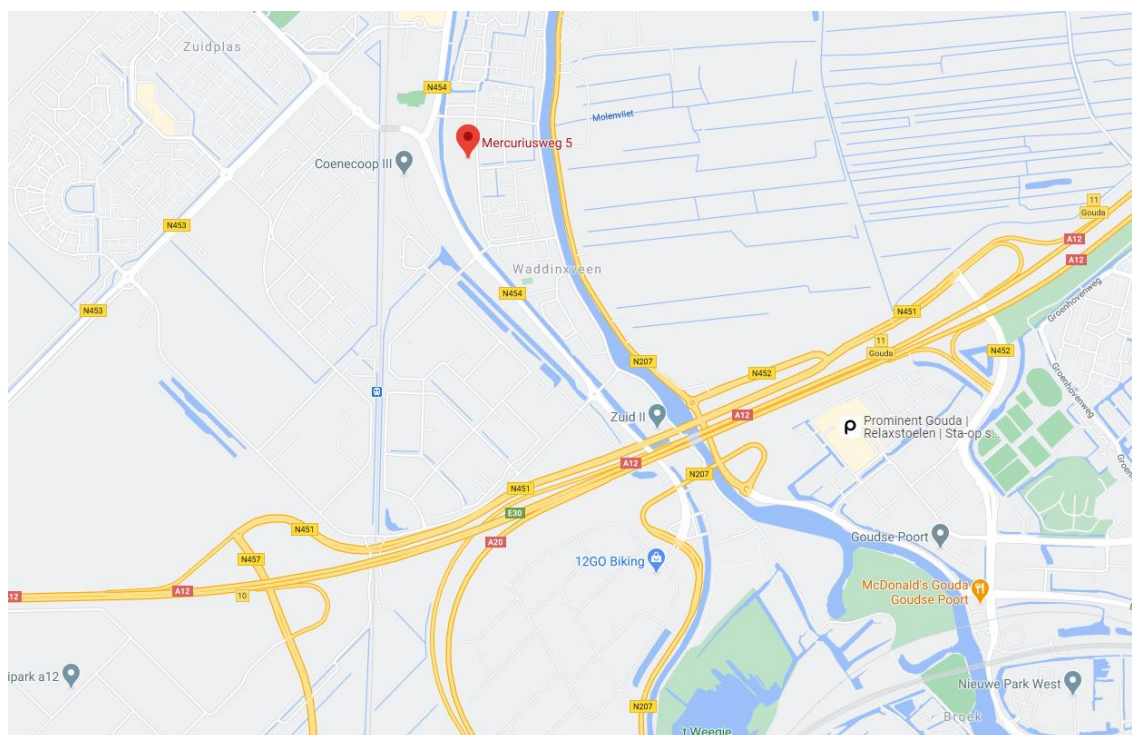 Zuidplas
N454
Molenvliet
Mercuriusweg 5
Coenecoop III
11
Gouda
N453
A12
A12
Waddinxveen
N454
N453
N451
Groenhovenweg
11
Gouda
N452
N207
N452
Groenhovenweg
Zuid II
A12
Prominent Gouda |
Relaxstoelen | Sta-op s...
A12
N207
N451
E30
N451
A20
Goudse Poort
N457
12GO Biking
A12
10
McDonald's Gouda
Goudse Poort
ipark a12
Nieuwe Park West
N207
Broek
't Weegje